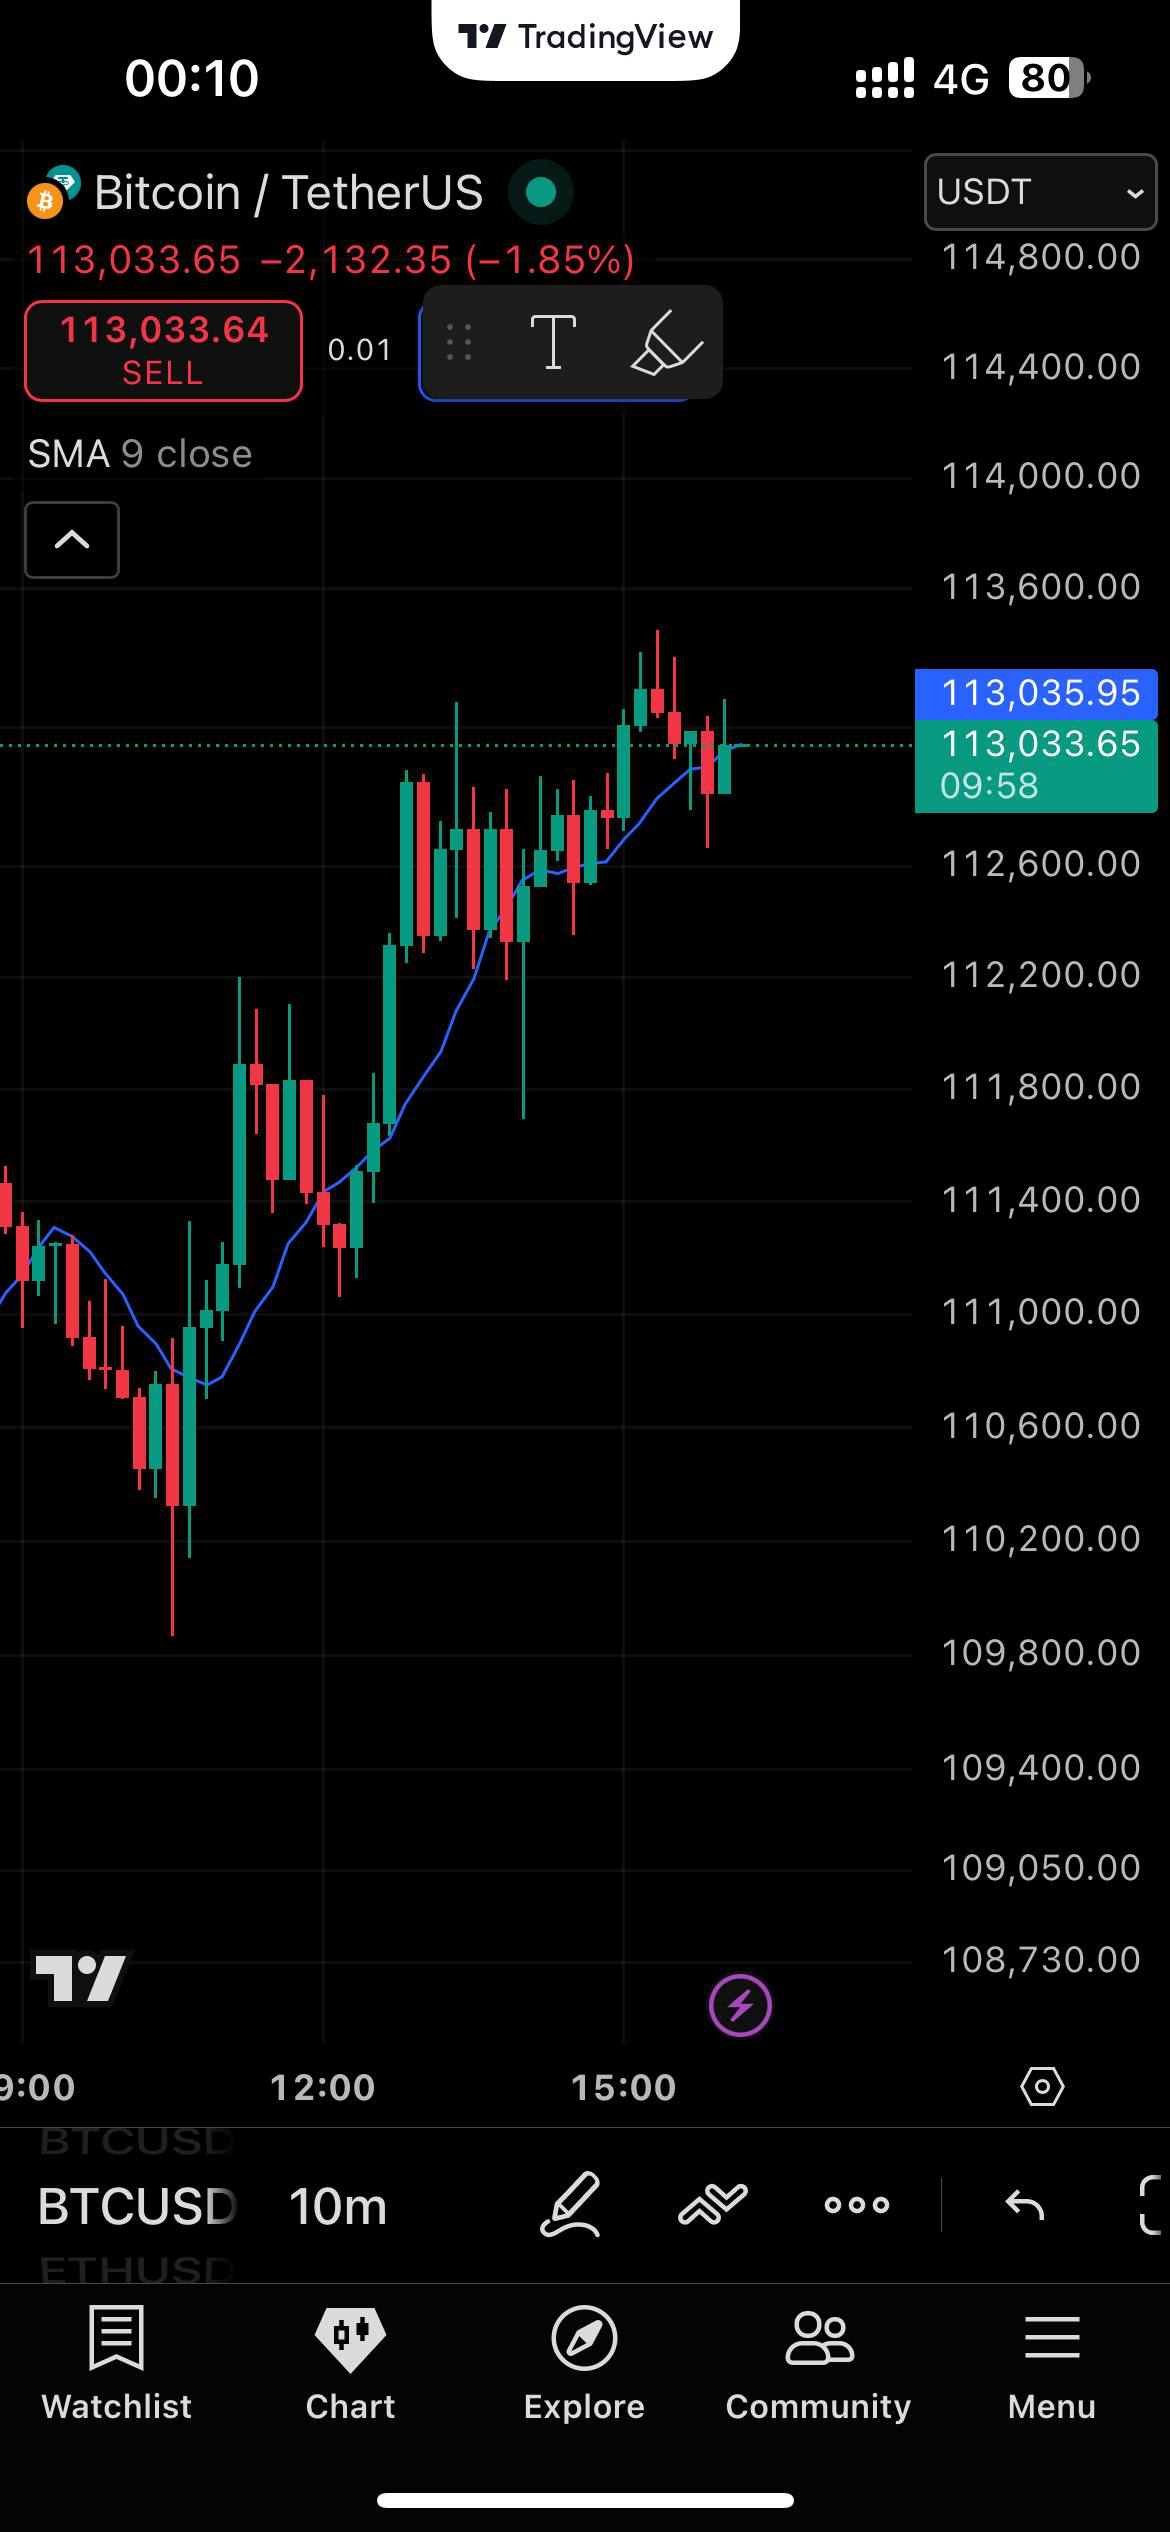 TradingView
00:10
4G 80
Bitcoin / TetherUS
USDT
113,033.65 −2,132.35 (−1.85%)
113,033.64
SELL
0.01
SMA 9 close
114,800.00
114,400.00
114,000.00
113,600.00
113,035.95
113,033.65
09:58
112,600.00
112,200.00
111,800.00
111,400.00
111,000.00
110,600.00
110,200.00
109,800.00
109,400.00
109,050.00
108,730.00
9:00 12:00 15:00
BTCUSD
BTCUSD 10m
ETHUSD
Watchlist Chart Explore Community Menu